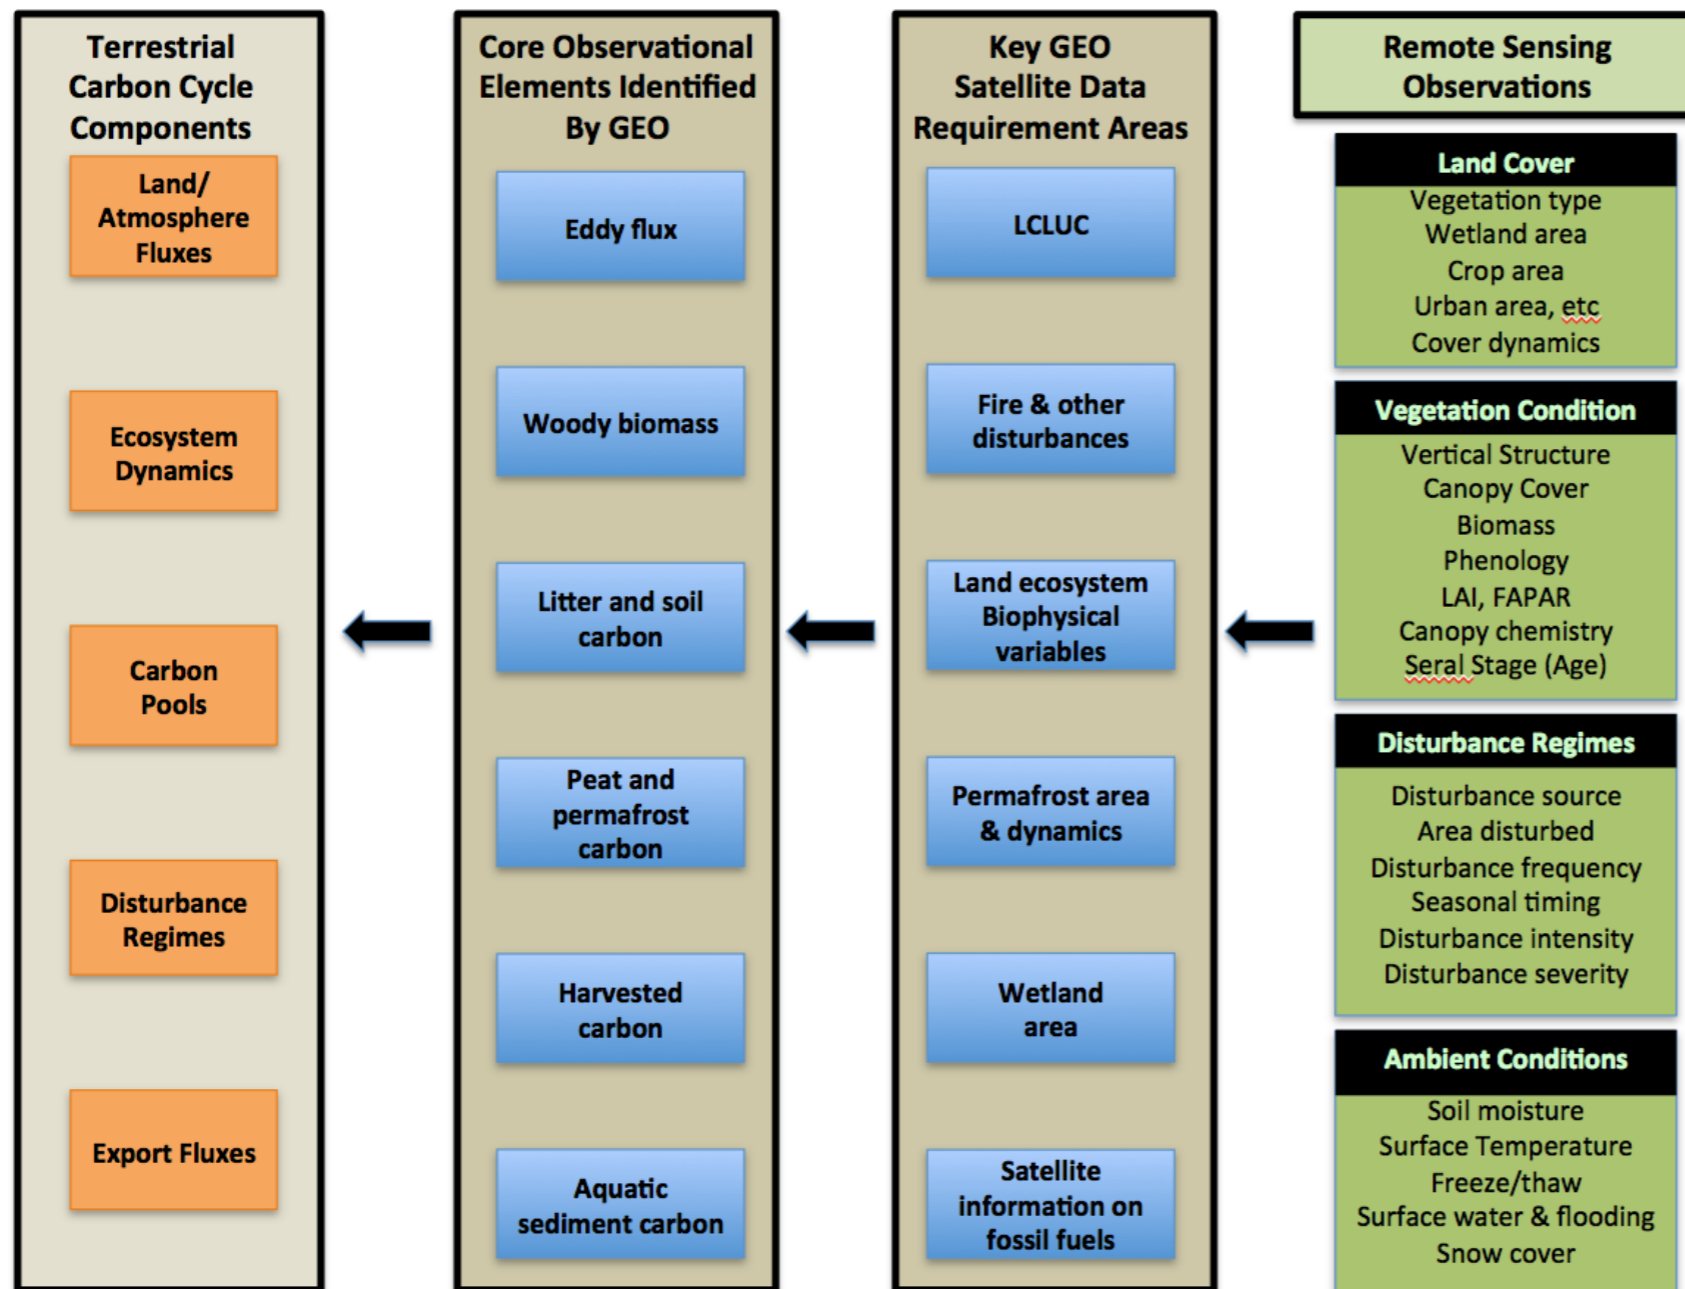 Terrestrial
Carbon Cycle
Components
Land/
Atmosphere
Fluxes
Ecosystem
Dynamics
Carbon
Pools
Disturbance
Regimes
Export Fluxes
Core Observational
Elements Identified
By GEO
Eddy flux
Woody biomass
Litter and soil
carbon
Peat and
permafrost
carbon
Harvested
carbon
Aquatic
sediment carbon
Key GEO
Satellite Data
Requirement Areas
LCLUC
Fire & other
disturbances
Land ecosystem
Biophysical
variables
Permafrost area
& dynamics
Wetland
area
Satellite
information on
fossil fuels
Remote Sensing
Observations
Land Cover
Vegetation type
Wetland area
Crop area
Urban area, etc
Cover dynamics
Vegetation Condition
Vertical Structure
Canopy Cover
Biomass
Phenology
LAI, FAPAR
Canopy chemistry
Seral Stage (Age)
Disturbance Regimes
Disturbance source
Area disturbed
Disturbance frequency
Seasonal timing
Disturbance intensity
Disturbance severity
Ambient Conditions
Soil moisture
Surface Temperature
Freeze/thaw
Surface water & flooding
Snow cover